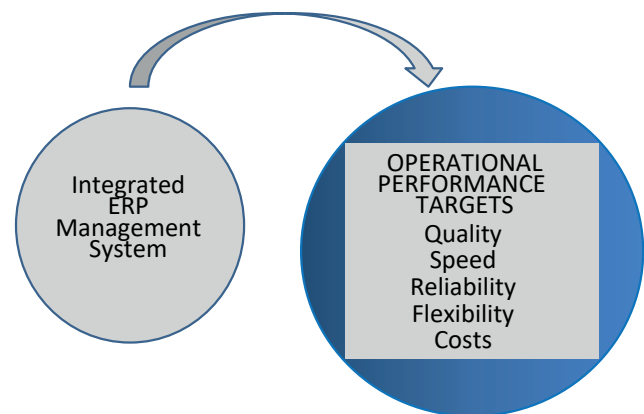 Integrated
ERP
Management
System
OPERATIONAL
PERFORMANCE
TARGETS
Quality
Speed
Reliability
Flexibility
Costs